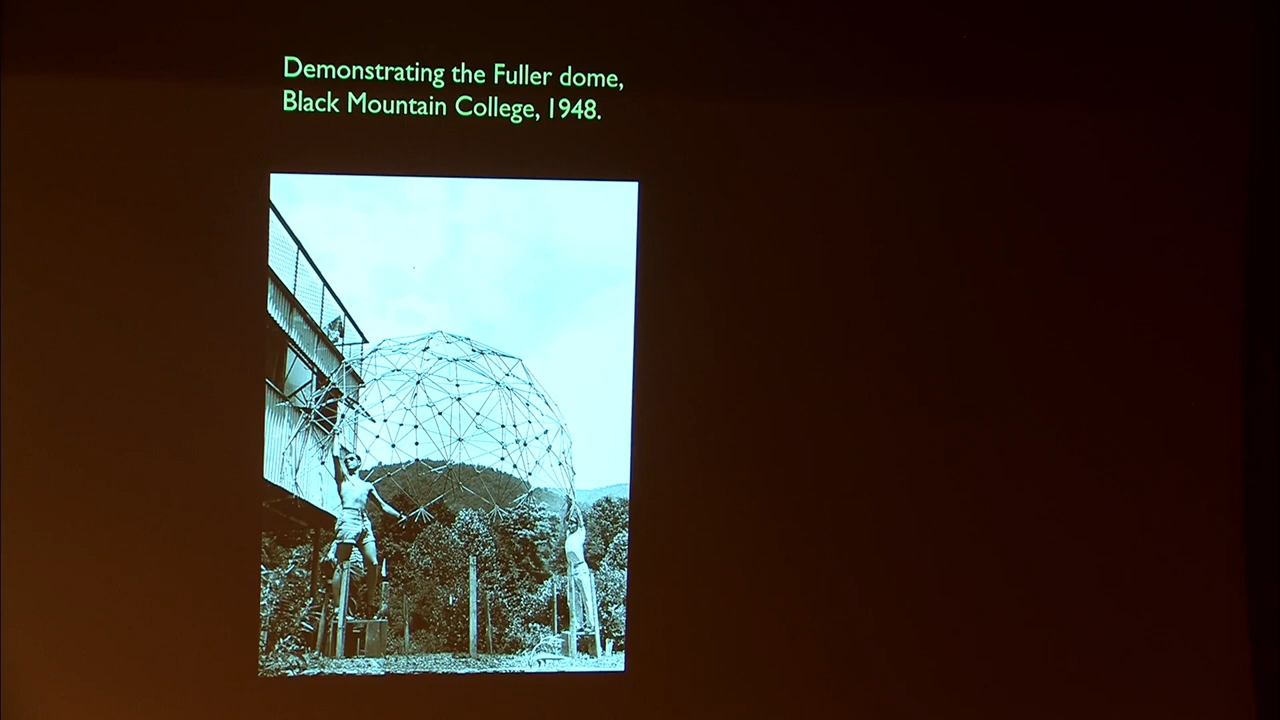 Demonstrating the Fuller dome,
Black Mountain College, 1948.